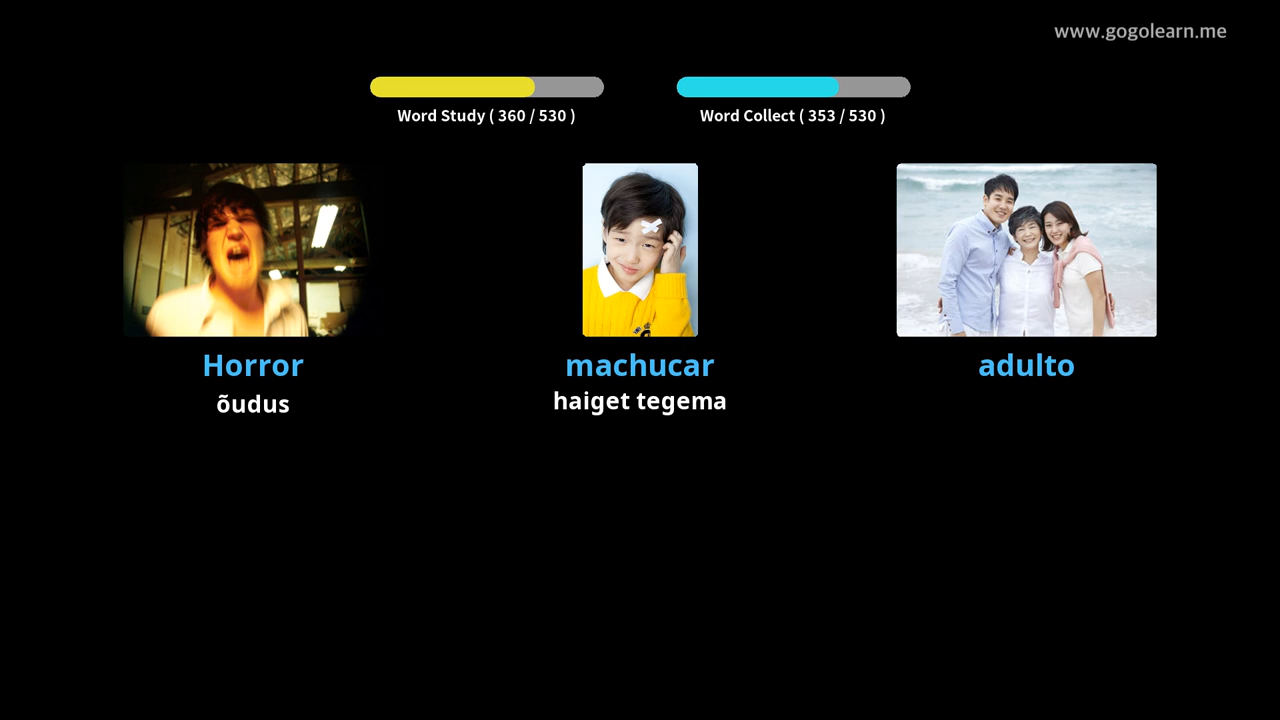 www.gogolearn.me
Word Study ( 360 / 530 )
Word Collect ( 353 / 530 )
Horror
õudus
machucar
haiget tegema
adulto